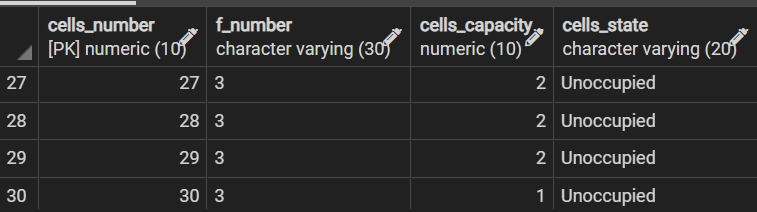 cells_number f_number cells_capacity cells_state
[PK] numeric (10) character varying (30) numeric (10) character varying (20)
27 27 3 2 Unoccupied
28 28 3 2 Unoccupied
29 29 3 2 Unoccupied
30 30 3 1 Unoccupied